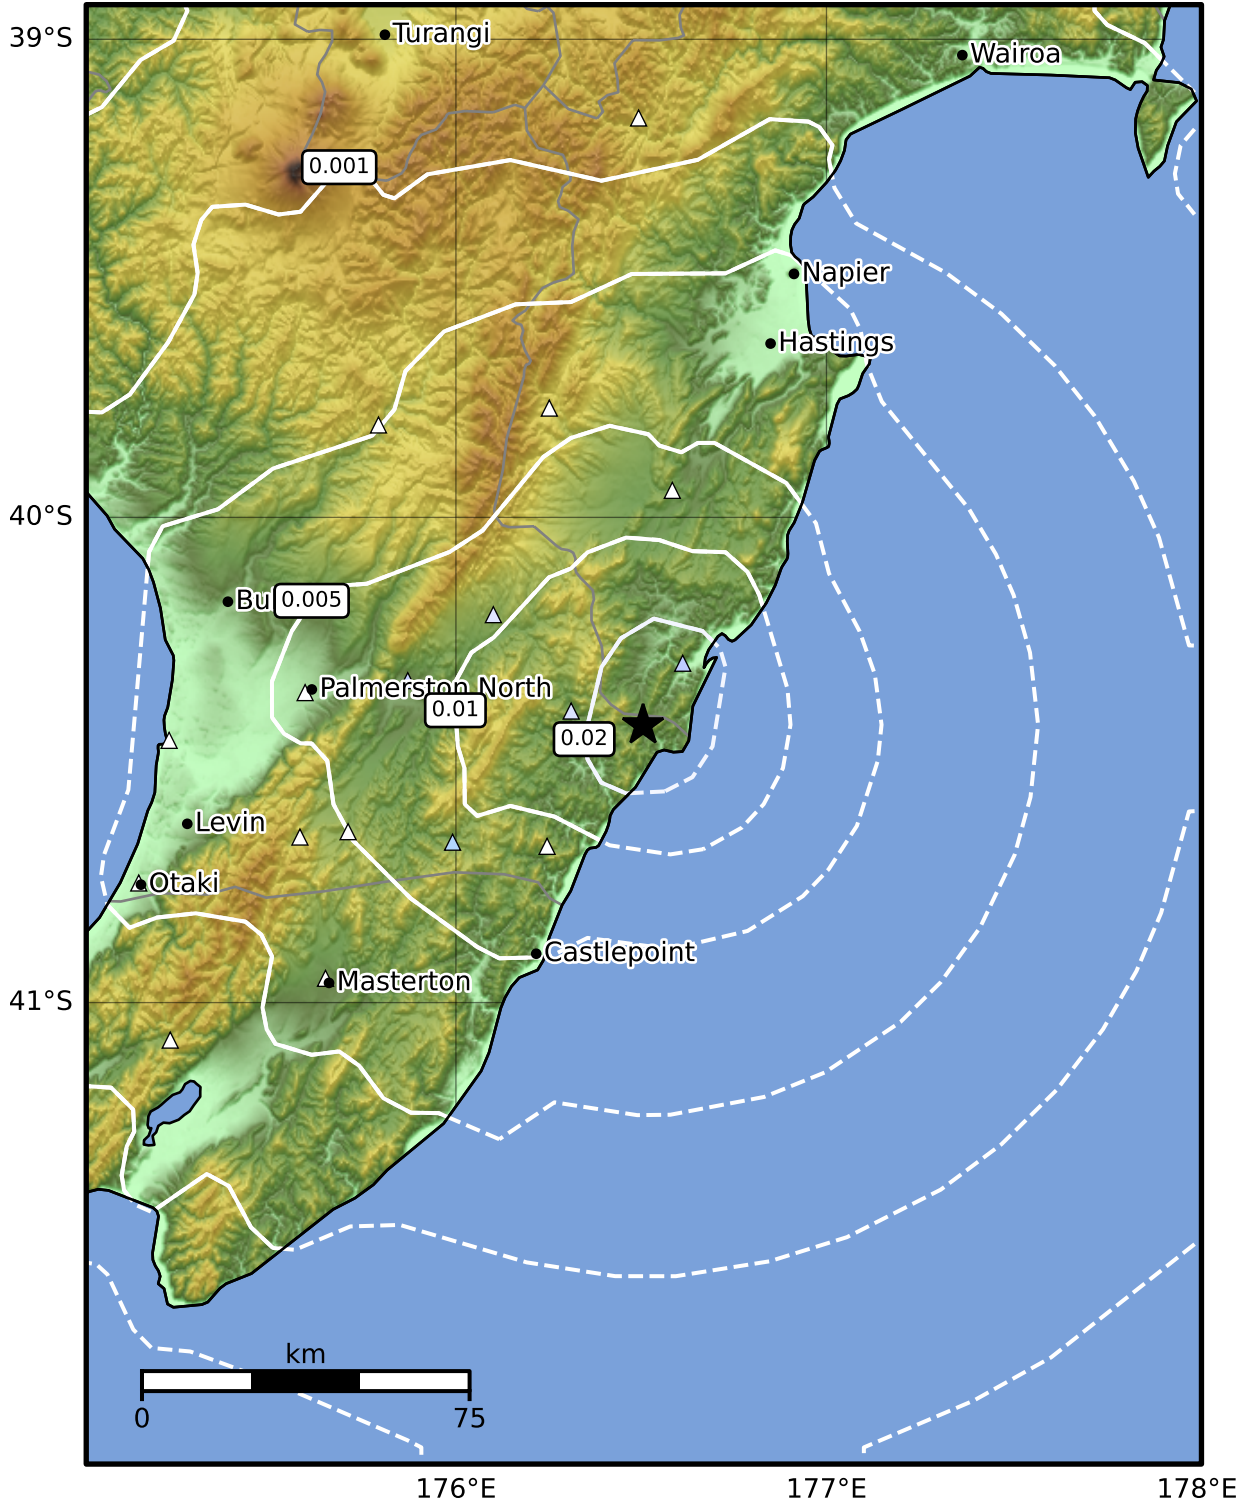 39°S
Turangi
Wairoa
0.001
Napier
Hastings
40°S
Bu
0.005
Palmerston North
0.01
0.02
Levin
Otaki
Castlepoint
Masterton
41°S
km
0 75
176°E 177°E 178°E